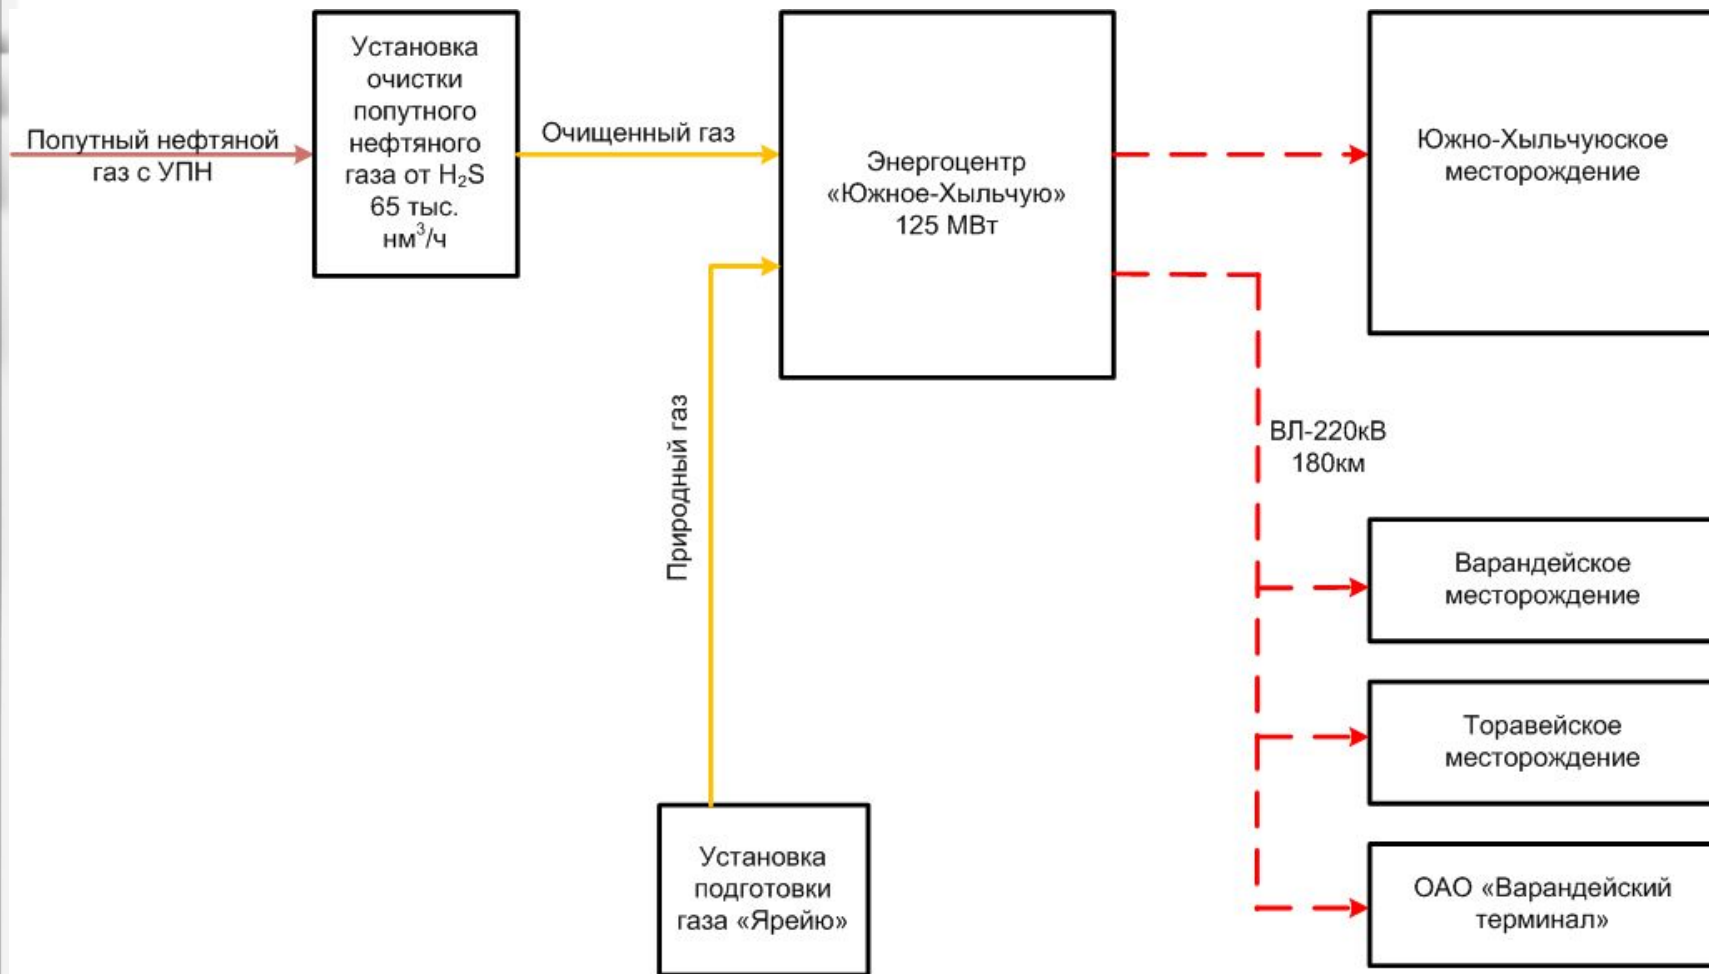 Попутный нефтяной
газ с УПН
Установка
очистки
попутного
нефтяного
газа от H₂S
65 тыс.
нм³/ч
Очищенный газ
Энергоцентр
«Южное-Хыльчую»
125 МВт
Южно-Хыльчуюское
месторождение
Природный газ
ВЛ-220кВ
180км
Варандейское
месторождение
Торавейское
месторождение
Установка
подготовки
газа «Ярейю»
ОАО «Варандейский
терминал»